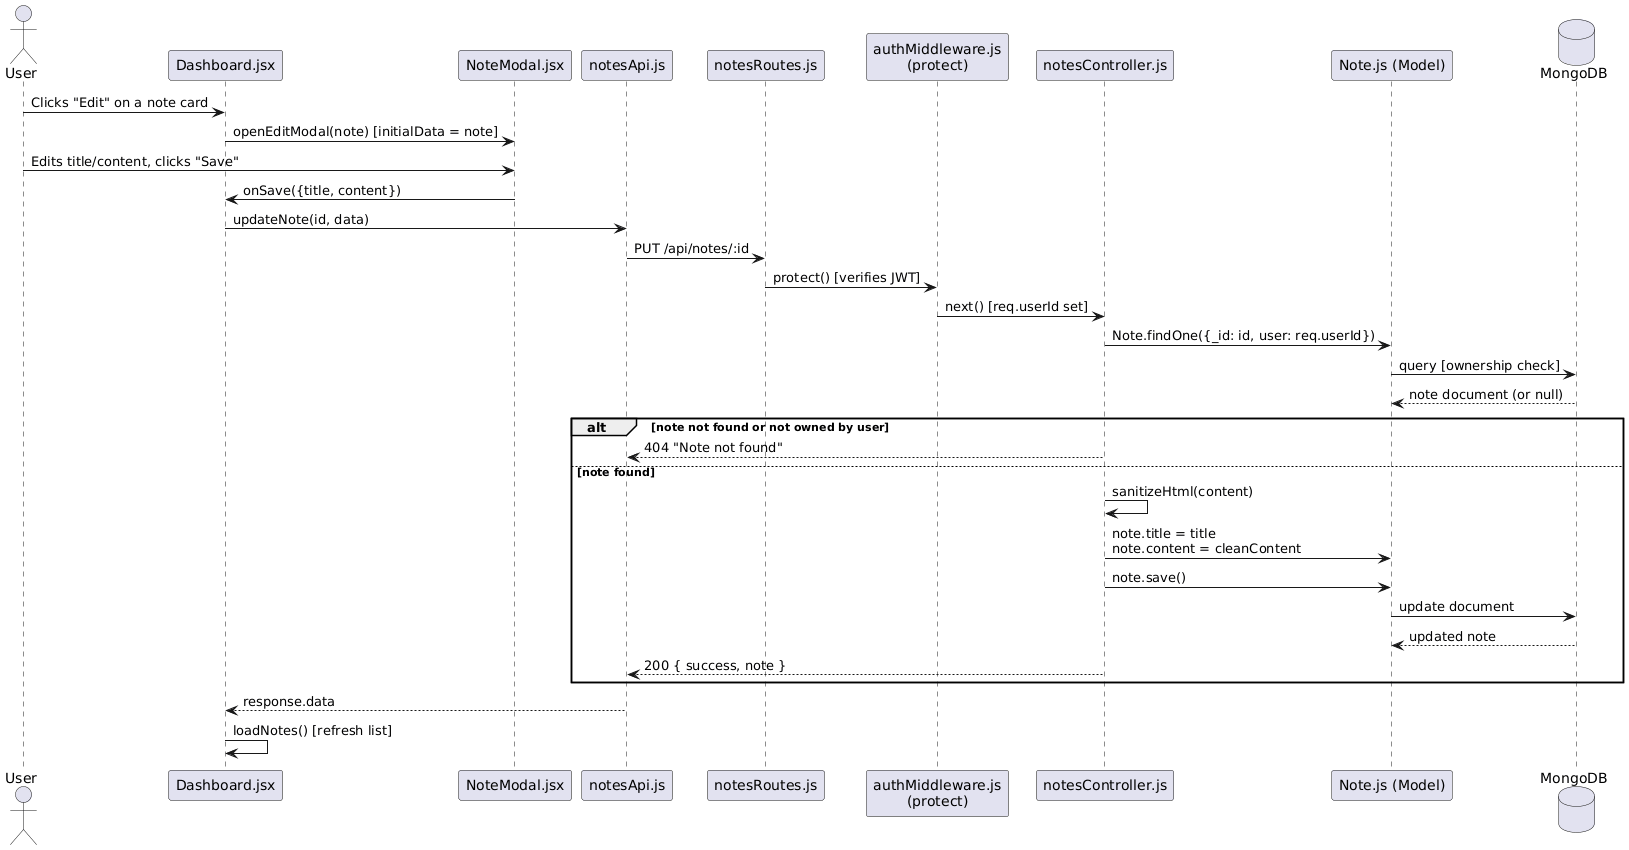 User
Dashboard.jsx
NoteModal.jsx
notesApi.js
notesRoutes.js
authMiddleware.js
(protect)
notesController.js
Note.js (Model)
MongoDB
Clicks "Edit" on a note card
openEditModal(note) [initialData = note]
Edits title/content, clicks "Save"
onSave({title, content})
updateNote(id, data)
PUT /api/notes/:id
protect() [verifies JWT]
next() [req.userId set]
Note.findOne({_id: id, user: req.userId})
query [ownership check]
note document (or null)
alt
[note not found or not owned by user]
404 "Note not found"
[note found]
sanitizeHtml(content)
note.title = title
note.content = cleanContent
note.save()
update document
updated note
200 { success, note }
response.data
loadNotes() [refresh list]
User
Dashboard.jsx
NoteModal.jsx
notesApi.js
notesRoutes.js
authMiddleware.js
(protect)
notesController.js
Note.js (Model)
MongoDB